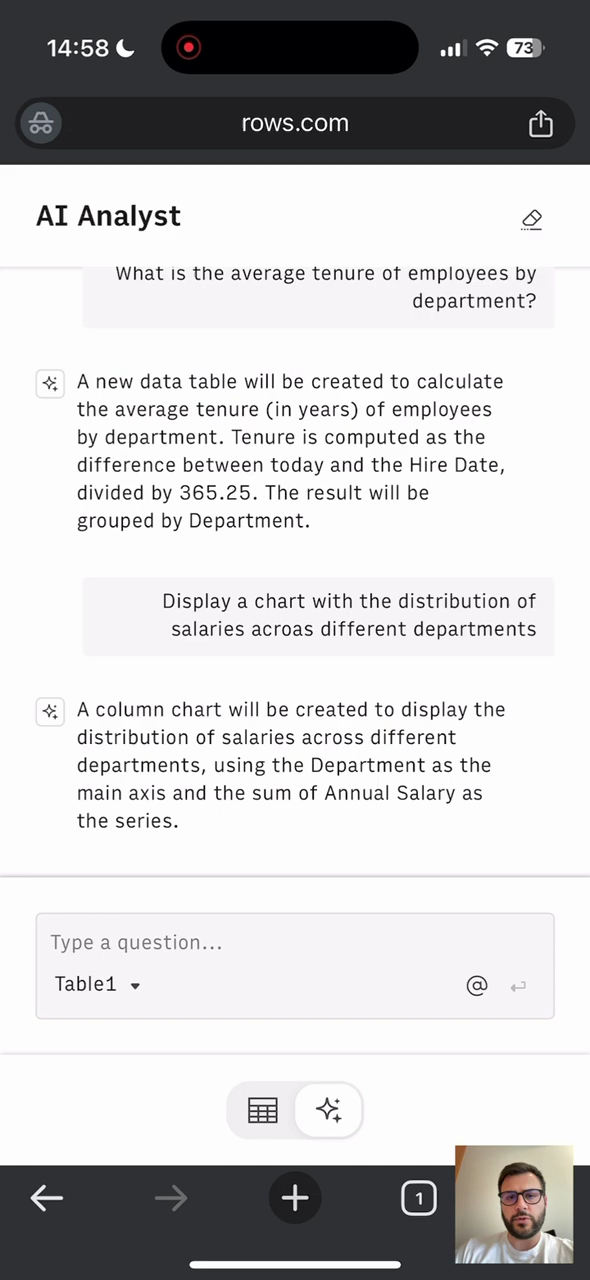 14:58
73
rows.com
AI Analyst
What is the average tenure of employees by
department?
A new data table will be created to calculate
the average tenure (in years) of employees
by department. Tenure is computed as the
difference between today and the Hire Date,
divided by 365.25. The result will be
grouped by Department.
Display a chart with the distribution of
salaries acroas different departments
A column chart will be created to display the
distribution of salaries across different
departments, using the Department as the
main axis and the sum of Annual Salary as
the series.
Type a question...
Table1
@
1